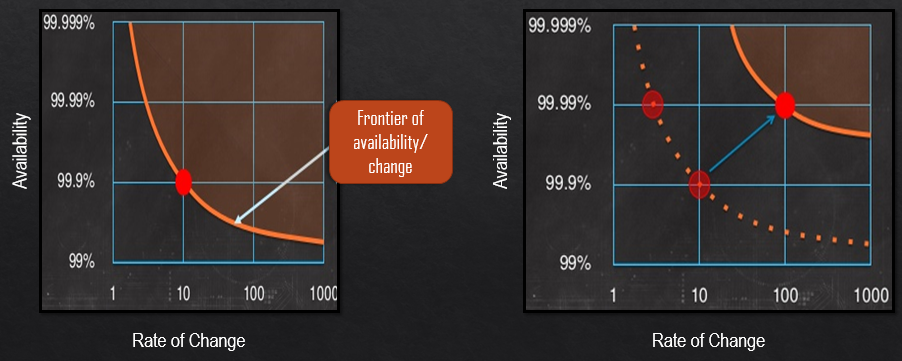 99.999%
99.99%
99.9%
99%
1 10 100 1000
Availability
Rate of Change
Frontier of
availability/
change
99.999%
99.99%
99.9%
99%
1 10 100 1000
Availability
Rate of Change